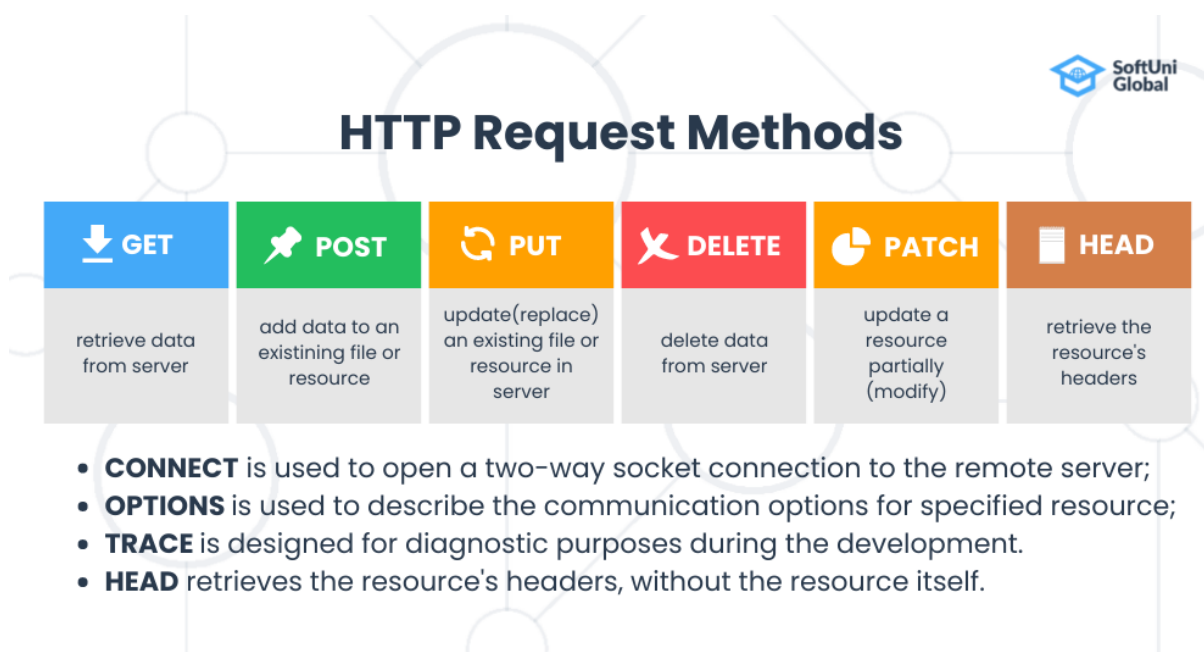 SoftUni
Global
HTTP Request Methods
GET
POST
PUT
DELETE
PATCH
HEAD
retrieve data
from server
add data to an
existining file or
resource
update(replace)
an existing file or
resource in
server
delete data
from server
update a
resource
partially
(modify)
retrieve the
resource's
headers
• CONNECT is used to open a two-way socket connection to the remote server;
• OPTIONS is used to describe the communication options for specified resource;
• TRACE is designed for diagnostic purposes during the development.
• HEAD retrieves the resource's headers, without the resource itself.